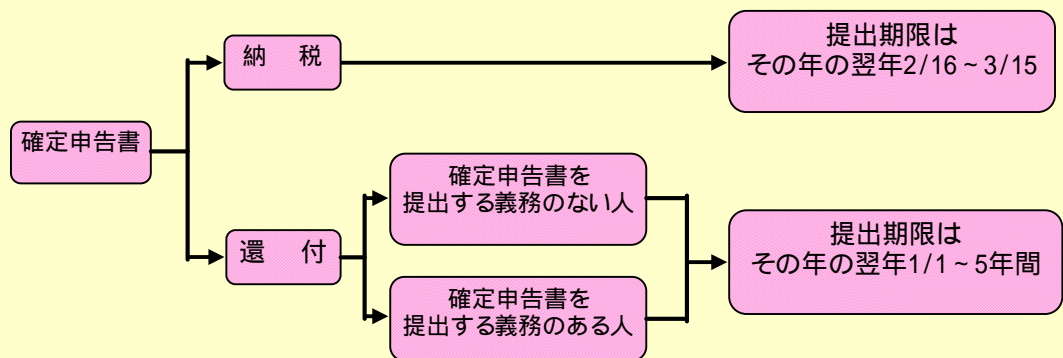 納 税
提出期限は
その年の翌年2/16~3/15
確定申告書
確定申告書を
提出する義務のない人
還 付
提出期限は
その年の翌年1/1~5年間
確定申告書を
提出する義務のある人